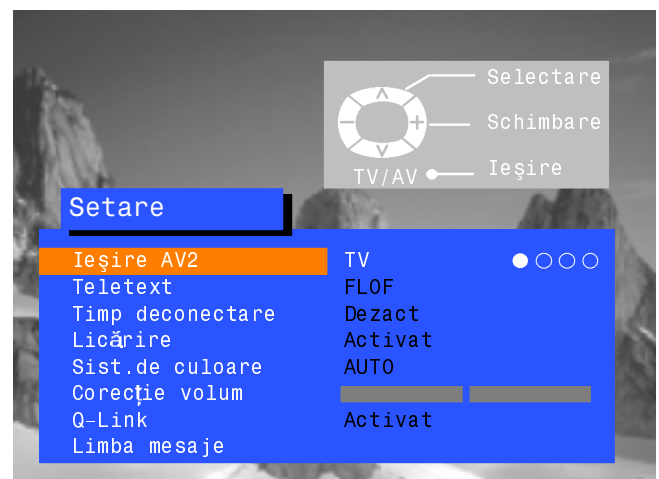 Selectare
Schimbare
TV/AV Ieşire
Setare
Ieşire AV2 TV
Teletext FLOF
Timp deconectare Dezact
Licărire Activat
Sist.de culoare AUTO
Corecţie volum
Q-Link Activat
Limba mesaje